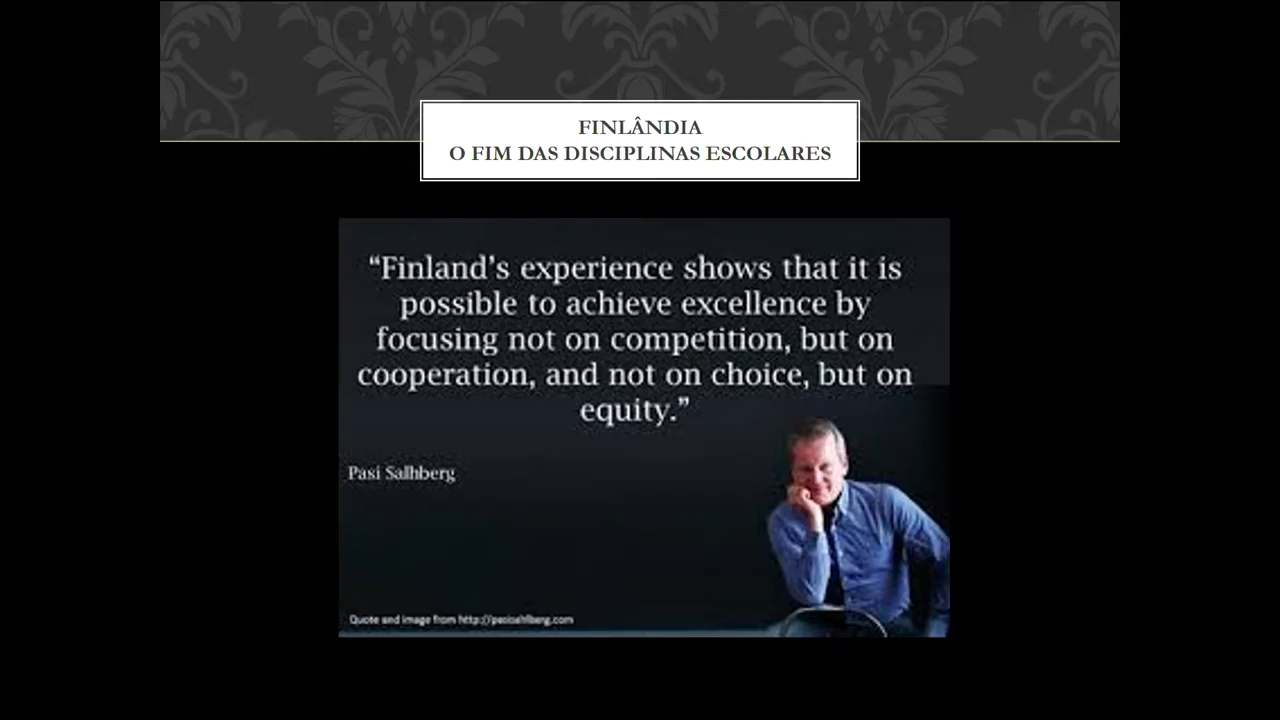 FINLÂNDIA
O FIM DAS DISCIPLINAS ESCOLARES
“Finland’s experience shows that it is
possible to achieve excellence by
focusing not on competition, but on
cooperation, and not on choice, but on
equity.”
Pasi Salhberg
Quote and image from http://pasisahlberg.com